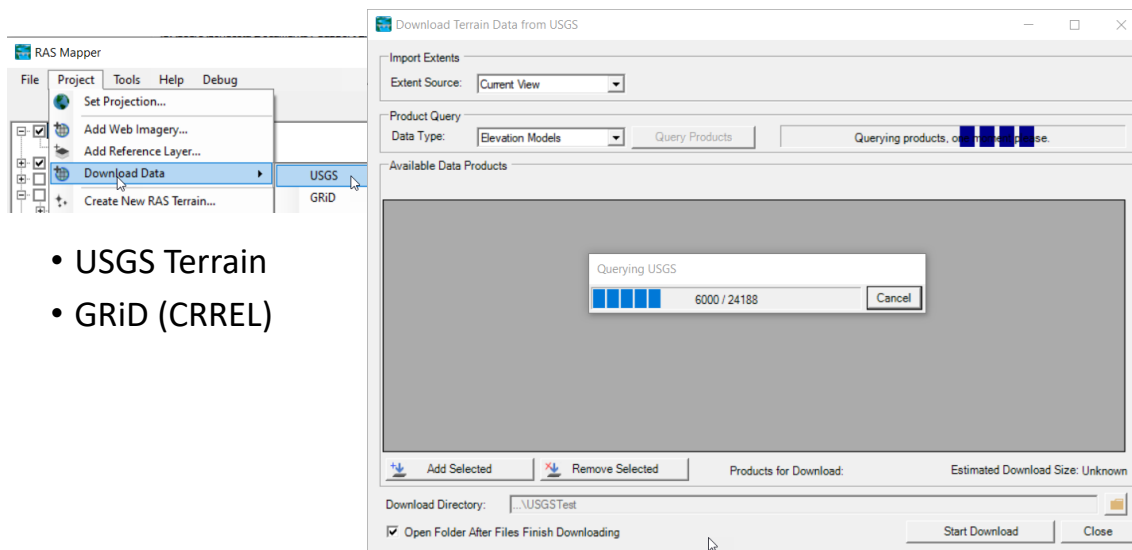 RAS Mapper
File Project Tools Help Debug
Set Projection...
Add Web Imagery...
Add Reference Layer...
Download Data
Create New RAS Terrain...
USGS
GRiD
• USGS Terrain
• GRiD (CRREL)
Download Terrain Data from USGS
Import Extents
Extent Source: Current View
Product Query
Data Type: Elevation Models Query Products Querying products, one moment please.
Available Data Products
Querying USGS
6000 / 24188 Cancel
Add Selected Remove Selected Products for Download: Estimated Download Size: Unknown
Download Directory: ...\USGSTest
Open Folder After Files Finish Downloading Start Download Close